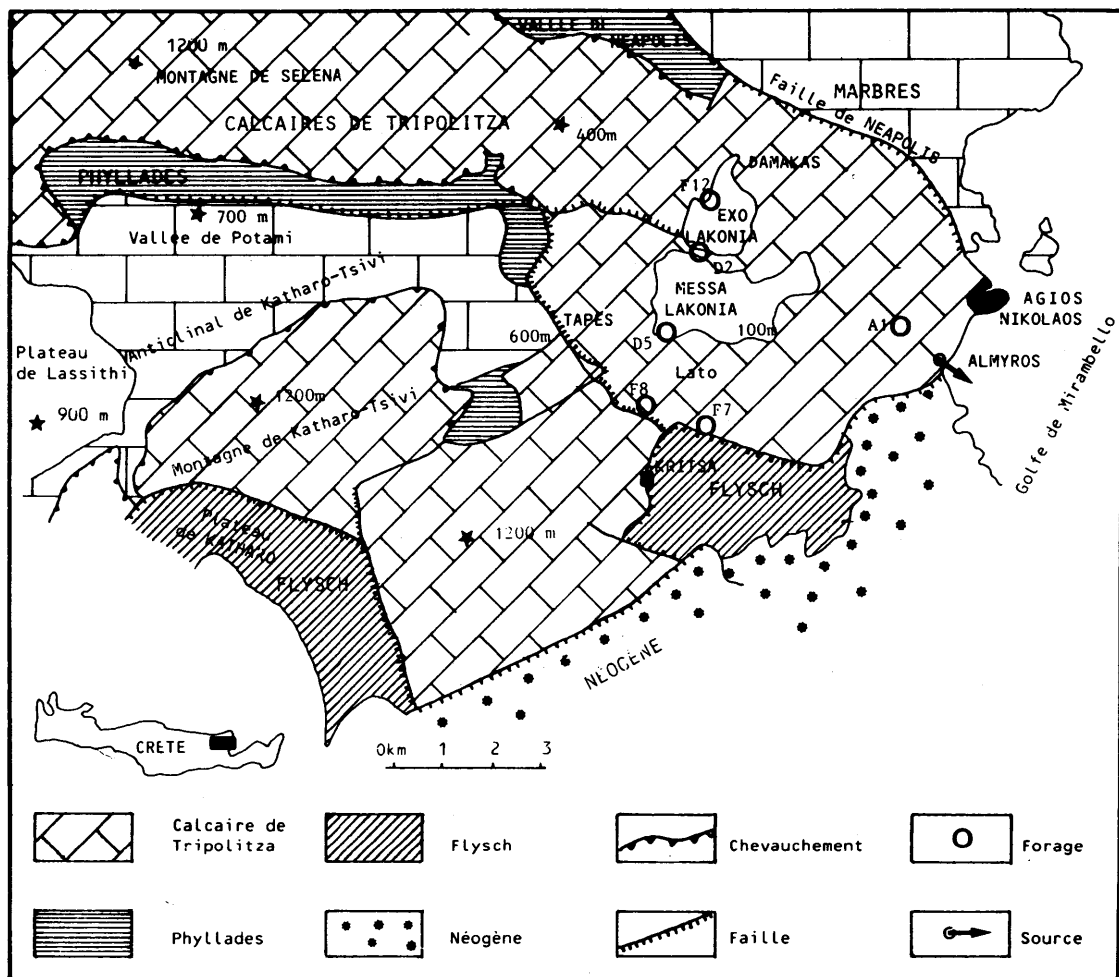 VALLEE DE
NEAPOLIS
1200 m
MONTAGNE DE SELENA
Faille de NEAPOLIS
MARBRES
CALCAIRES DE TRIPOLITZA
400m
DAMAKAS
PHYLLADES
F12
EXO
LAKONIA
700 m
Vallée de Potami
D2
MESSA
LAKONIA
AGIOS
NIKOLAOS
Anticlinal de Katharo-Tsivi
TAPES
100m
A1
600m
D5
ALMYROS
Plateau
de Lassithi
Lato
Golfe de Mirambello
900 m
1200m
F8
F7
Montagne de Katharo-Tsivi
KRITSA
FLYSCH
Plateau
de KATHARO
1200 m
FLYSCH
NEOGENE
CRETE
0km 1 2 3
Calcaire de
Tripolitza
Flysch
Chevauchement
Forage
Phyllades
Néogène
Faille
Source